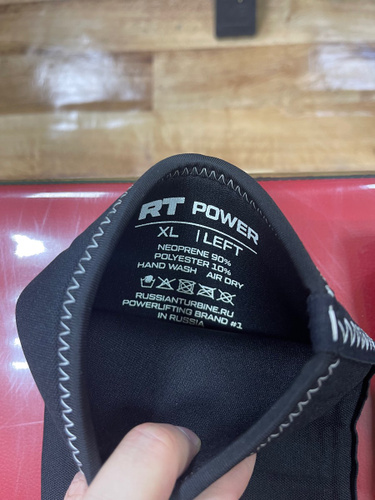 RT POWER
XL | LEFT
NEOPRENE 90%
POLYESTER 10%
HAND WASH AIR DRY
RUSSIANTURBINE.RU
POWERLIFTING BRAND #1
IN RUSSIA